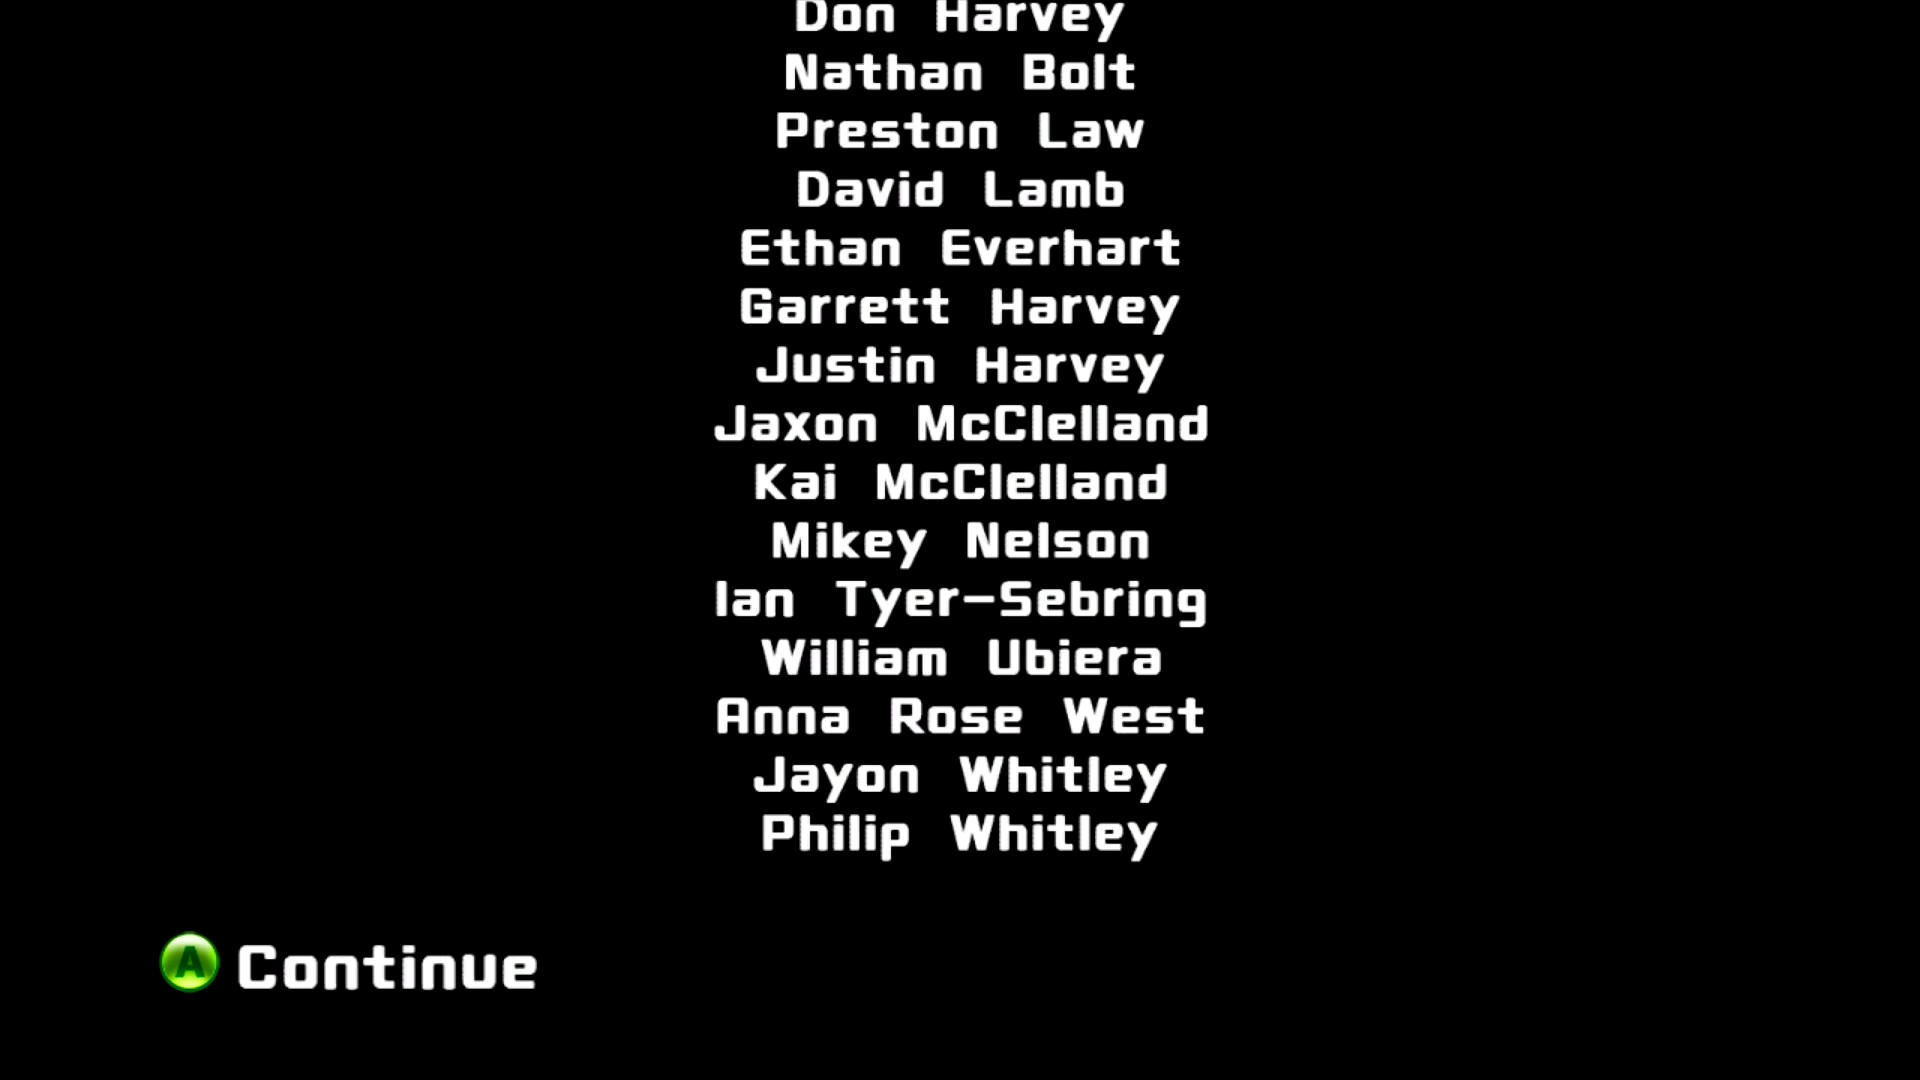 Don Harvey
Nathan Bolt
Preston Law
David Lamb
Ethan Everhart
Garrett Harvey
Justin Harvey
Jaxon McClelland
Kai McClelland
Mikey Nelson
Ian Tyer-Sebring
William Ubiera
Anna Rose West
Jayon Whitley
Philip Whitley
A Continue